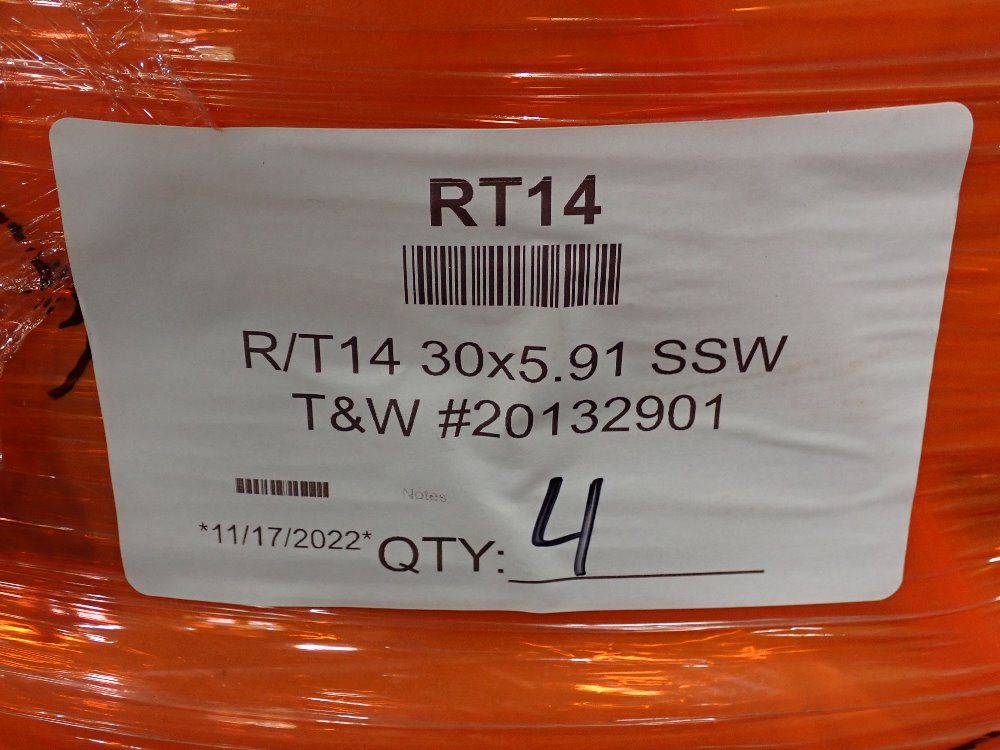 RT14
R/T14 30x5.91 SSW
T&W #20132901
Notes
*11/17/2022* QTY: 4